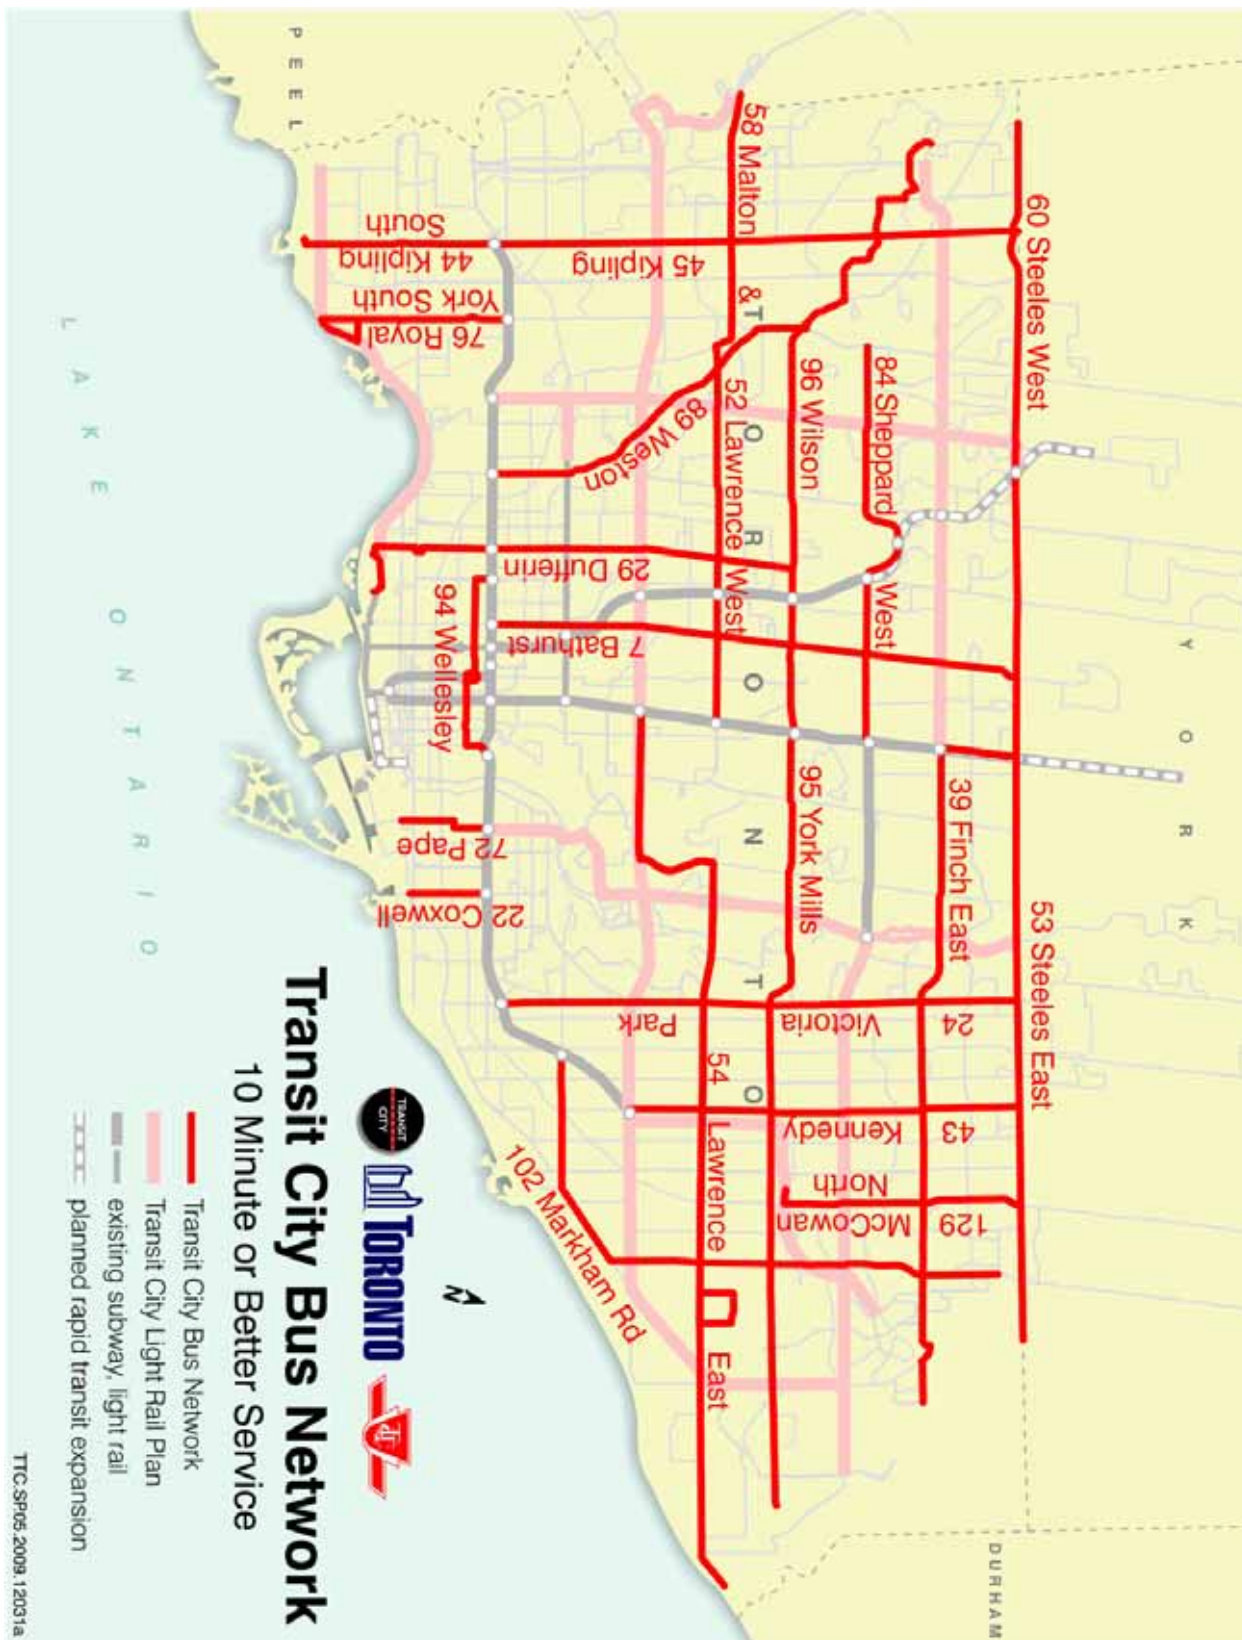 PEEL
YORK
DURHAM
TORONTO
LAKE ONTARIO
60 Steeles West
53 Steeles East
39 Finch East
84 Sheppard
West
96 Wilson
95 York Mills
58 Malton
&
52 Lawrence West
54
Lawrence
East
89 Weston
45 Kipling
44 Kipling
South
76 Royal
York South
29 Dufferin
7 Bathurst
94 Wellesley
72 Pape
22 Coxwell
24
Victoria
Park
43
Kennedy
129
McCowan
North
102 Markham Rd
TRANSIT
CITY
TORONTO
TTC
N
Transit City Bus Network
10 Minute or Better Service
Transit City Bus Network
Transit City Light Rail Plan
existing subway, light rail
planned rapid transit expansion
TTC.SP05.2009.12031a